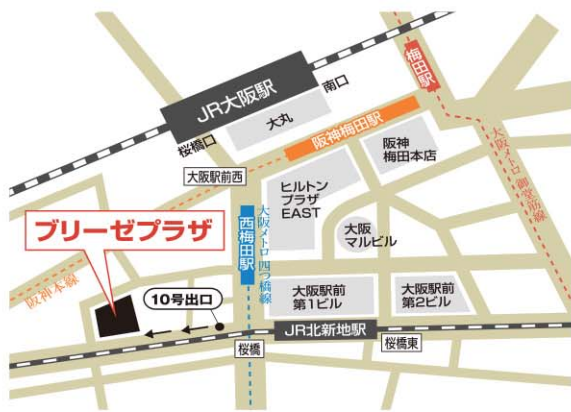 JR大阪駅
南口
梅田駅
大丸
桜橋口
阪神梅田駅
阪神
梅田本店
大阪駅前西
大阪メトロ 御堂筋線
ヒルトン
プラザ
EAST
ブリーゼプラザ
西梅田駅
大阪メトロ 四つ橋線
大阪
マルビル
阪神本線
10号出口
大阪駅前
第1ビル
大阪駅前
第2ビル
JR北新地駅
桜橋
桜橋東